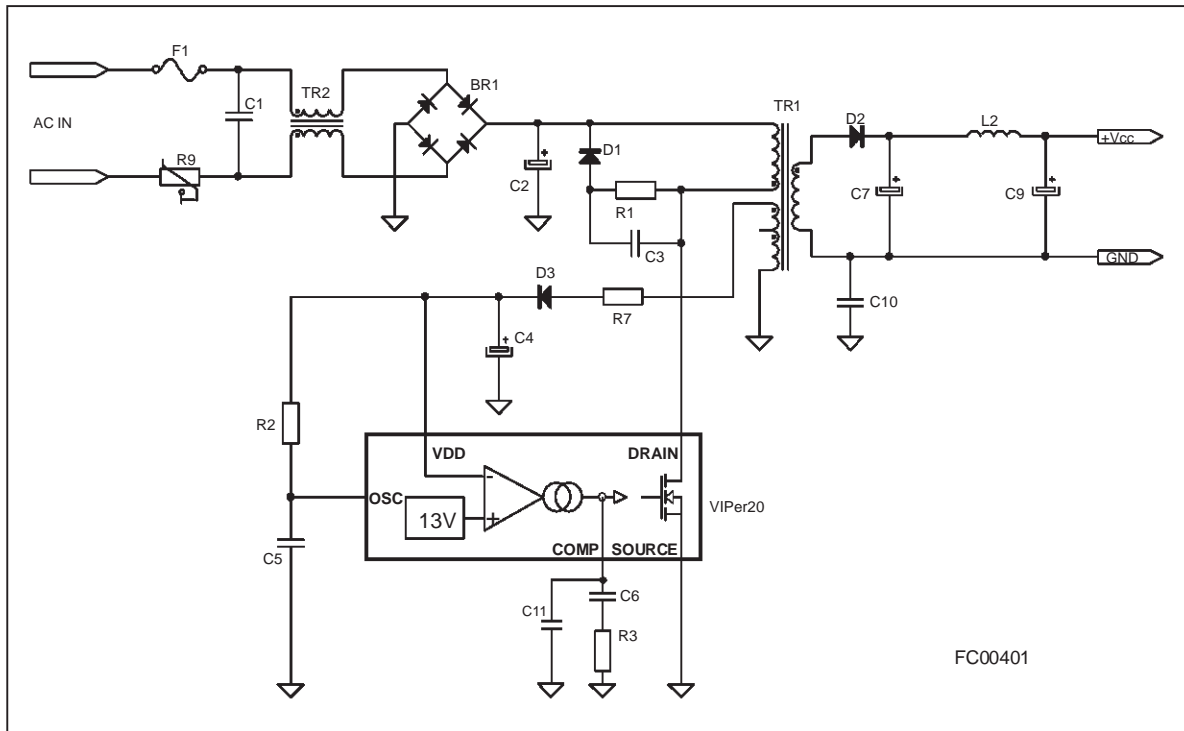 F1
TR2
BR1
C1
AC IN
R9
C2
D1
R1
C3
TR1
D2
L2
+Vcc
+
C7
+
C9
+
GND
C10
D3
R7
C4
+
R2
VDD
DRAIN
OSC
-
+
13V
VIPer20
COMP
SOURCE
C5
C11
C6
R3
FC00401